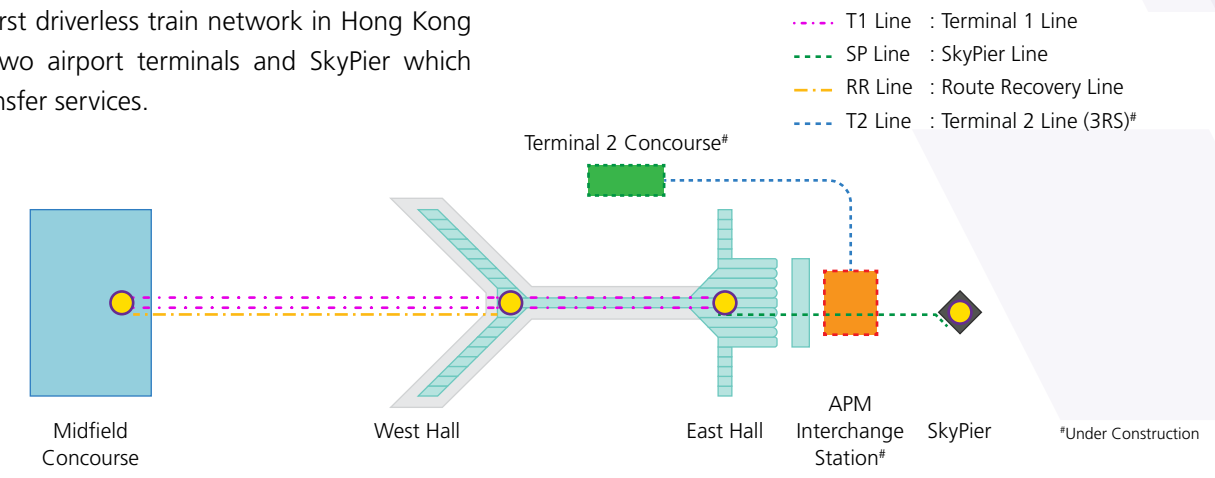 rst driverless train network in Hong Kong
wo airport terminals and SkyPier which
nsfer services.
T1 Line : Terminal 1 Line
SP Line : SkyPier Line
RR Line : Route Recovery Line
T2 Line : Terminal 2 Line (3RS)#
Terminal 2 Concourse#
Midfield
Concourse
West Hall
East Hall
APM
Interchange
Station#
SkyPier
#Under Construction